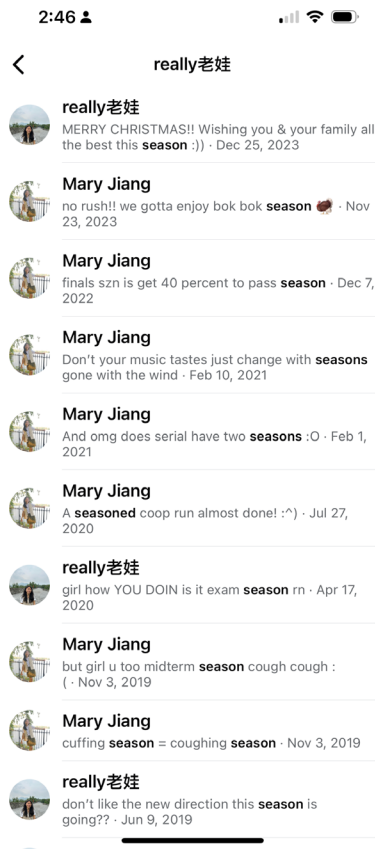 2:46
really老娃
really老娃
MERRY CHRISTMAS!! Wishing you & your family all
the best this season :)) · Dec 25, 2023
Mary Jiang
no rush!! we gotta enjoy bok bok season 🍗 · Nov
23, 2023
Mary Jiang
finals szn is get 40 percent to pass season · Dec 7,
2022
Mary Jiang
Don't your music tastes just change with seasons
gone with the wind · Feb 10, 2021
Mary Jiang
And omg does serial have two seasons :O · Feb 1,
2021
Mary Jiang
A seasoned coop run almost done! :^) · Jul 27,
2020
really老娃
girl how YOU DOIN is it exam season rn · Apr 17,
2020
Mary Jiang
but girl u too midterm season cough cough :
( · Nov 3, 2019
Mary Jiang
cuffing season = coughing season · Nov 3, 2019
really老娃
don't like the new direction this season is
going?? · Jun 9, 2019